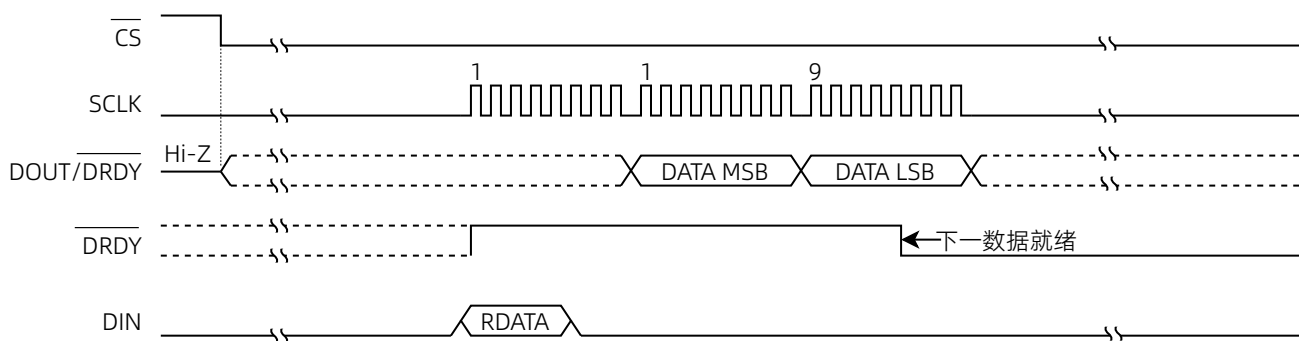 CS
1 1 9
SCLK
Hi-Z
DOUT/DRDY DATA MSB DATA LSB
DRDY 下一数据就绪
DIN RDATA